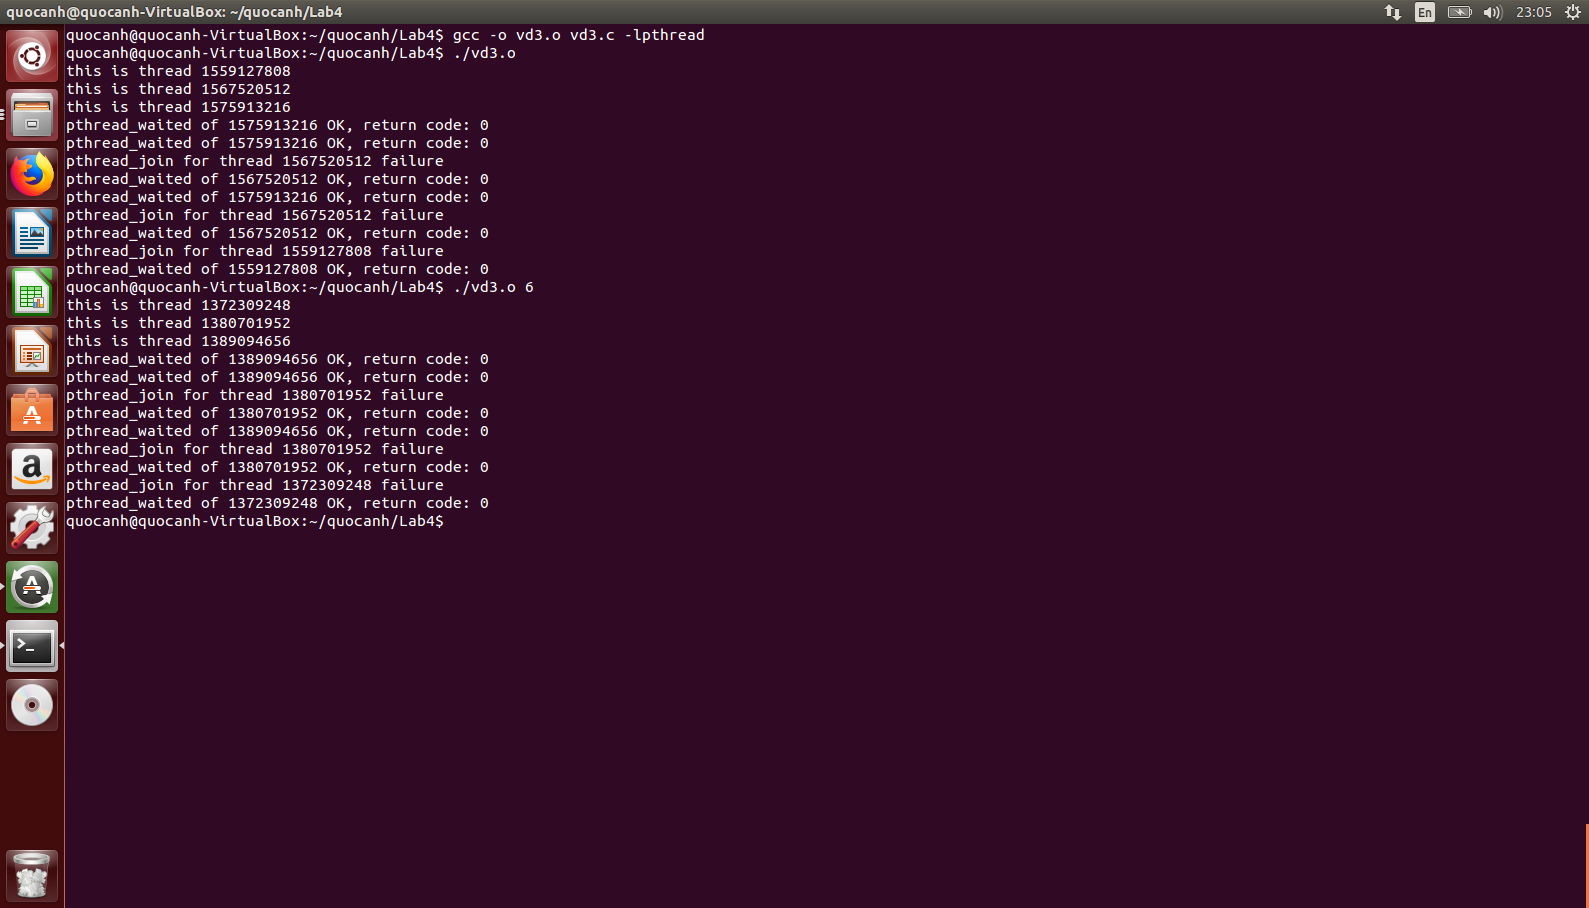 quocanh@quocanh-VirtualBox: ~/quocanh/Lab4
En
23:05
quocanh@quocanh-VirtualBox:~/quocanh/Lab4$ gcc -o vd3.o vd3.c -lpthread
quocanh@quocanh-VirtualBox:~/quocanh/Lab4$ ./vd3.o
this is thread 1559127808
this is thread 1567520512
this is thread 1575913216
pthread_waited of 1575913216 OK, return code: 0
pthread_waited of 1575913216 OK, return code: 0
pthread_join for thread 1567520512 failure
pthread_waited of 1567520512 OK, return code: 0
pthread_waited of 1575913216 OK, return code: 0
pthread_join for thread 1567520512 failure
pthread_waited of 1567520512 OK, return code: 0
pthread_join for thread 1559127808 failure
pthread_waited of 1559127808 OK, return code: 0
quocanh@quocanh-VirtualBox:~/quocanh/Lab4$ ./vd3.o 6
this is thread 1372309248
this is thread 1380701952
this is thread 1389094656
pthread_waited of 1389094656 OK, return code: 0
pthread_waited of 1389094656 OK, return code: 0
pthread_join for thread 1380701952 failure
pthread_waited of 1380701952 OK, return code: 0
pthread_waited of 1389094656 OK, return code: 0
pthread_join for thread 1380701952 failure
pthread_waited of 1380701952 OK, return code: 0
pthread_join for thread 1372309248 failure
pthread_waited of 1372309248 OK, return code: 0
quocanh@quocanh-VirtualBox:~/quocanh/Lab4$